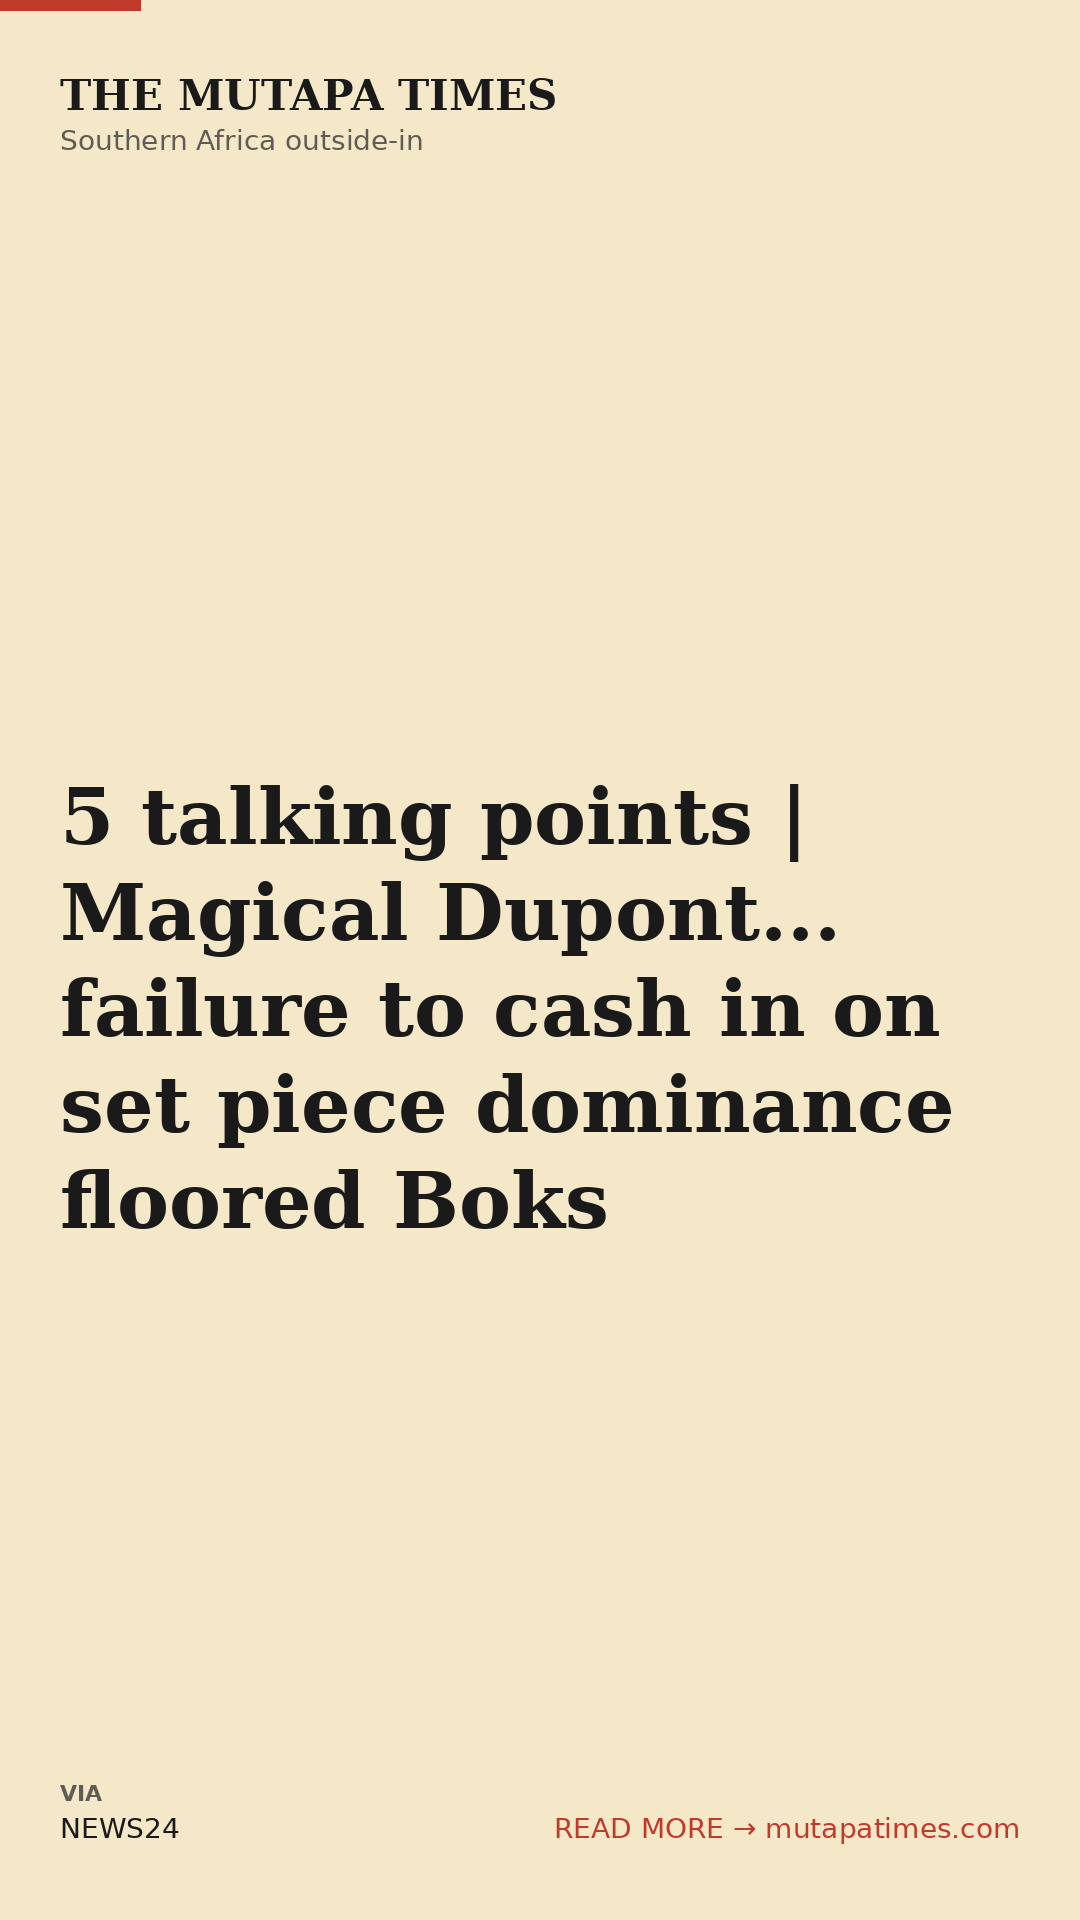 THE MUTAPA TIMES
Southern Africa outside-in
5 talking points |
Magical Dupont...
failure to cash in on
set piece dominance
floored Boks
VIA
NEWS24
READ MORE → mutapatimes.com